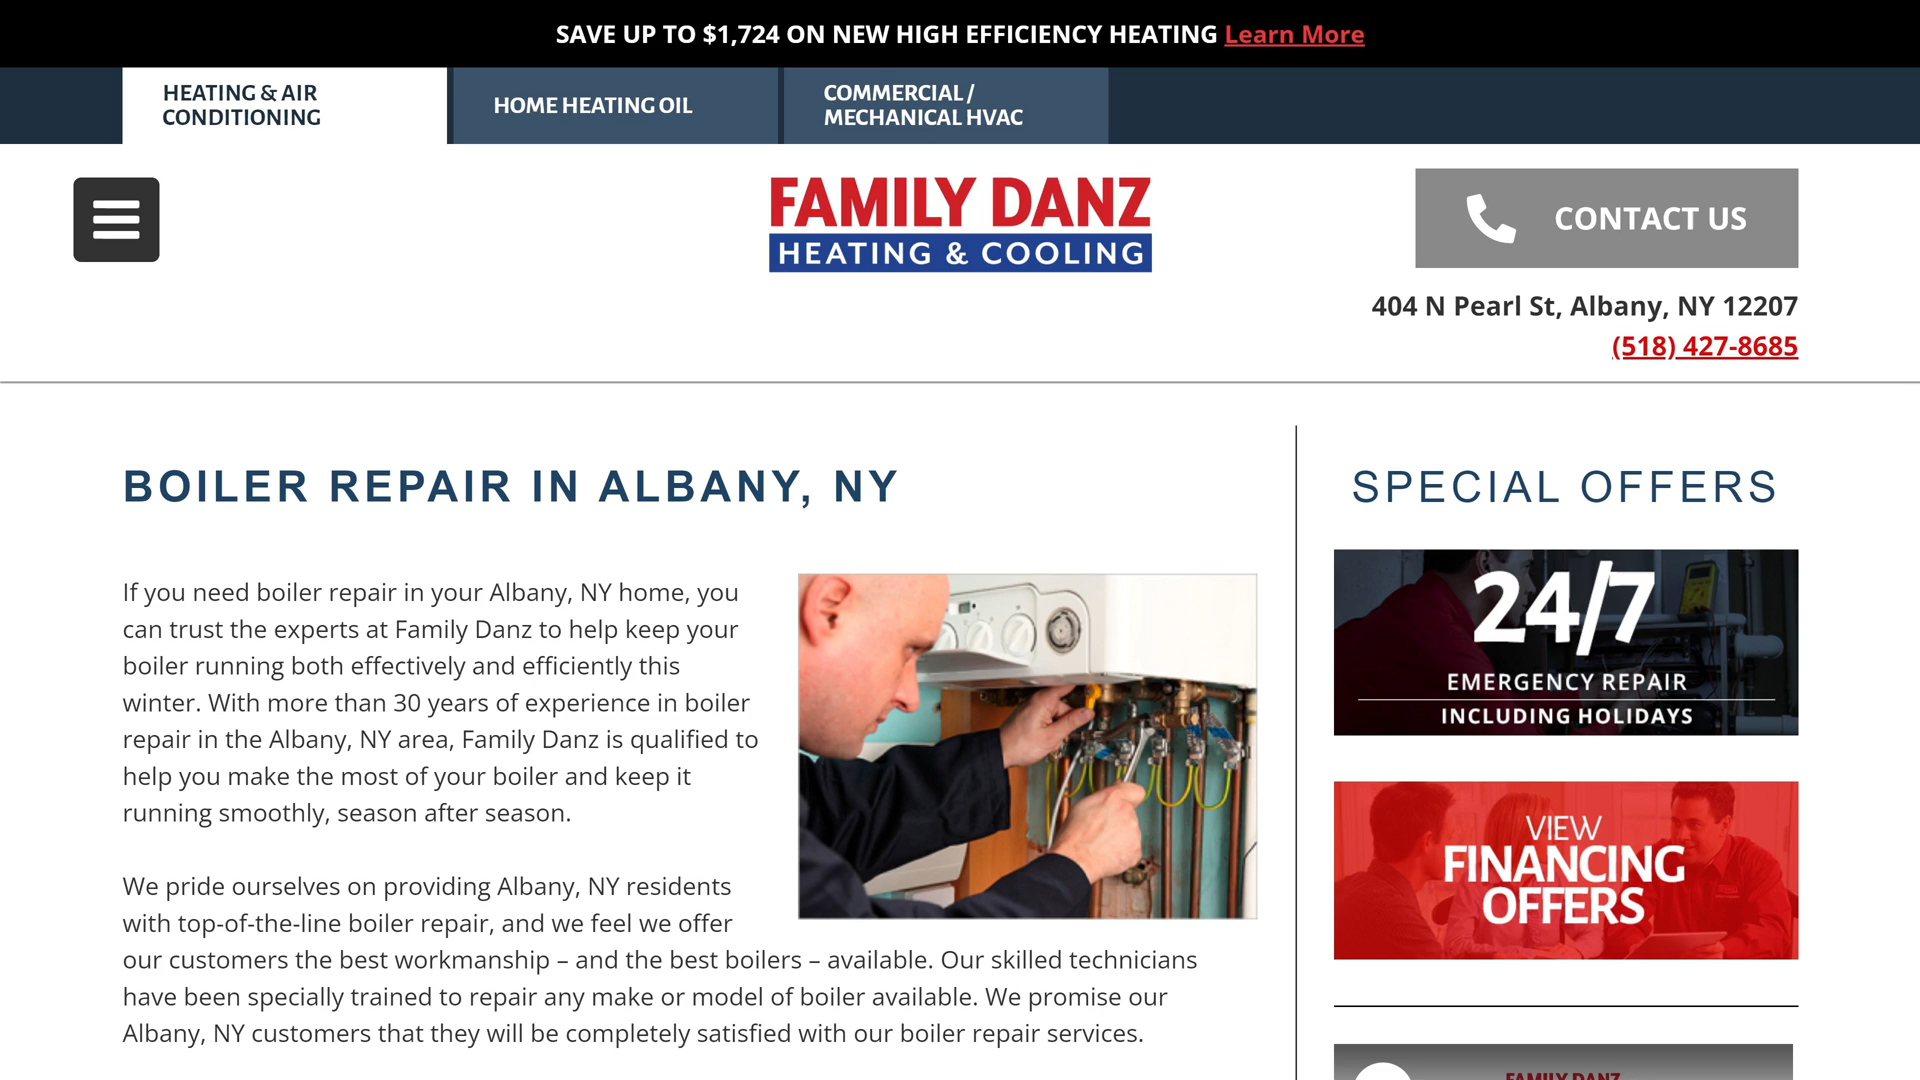 SAVE UP TO $1,724 ON NEW HIGH EFFICIENCY HEATING Learn More
HEATING & AIR
CONDITIONING
HOME HEATING OIL
COMMERCIAL /
MECHANICAL HVAC
FAMILY DANZ
HEATING & COOLING
CONTACT US
404 N Pearl St, Albany, NY 12207
(518) 427-8685
BOILER REPAIR IN ALBANY, NY
If you need boiler repair in your Albany, NY home, you
can trust the experts at Family Danz to help keep your
boiler running both effectively and efficiently this
winter. With more than 30 years of experience in boiler
repair in the Albany, NY area, Family Danz is qualified to
help you make the most of your boiler and keep it
running smoothly, season after season.
We pride ourselves on providing Albany, NY residents
with top-of-the-line boiler repair, and we feel we offer
our customers the best workmanship – and the best boilers – available. Our skilled technicians
have been specially trained to repair any make or model of boiler available. We promise our
Albany, NY customers that they will be completely satisfied with our boiler repair services.
SPECIAL OFFERS
24/7
EMERGENCY REPAIR
INCLUDING HOLIDAYS
VIEW
FINANCING
OFFERS
FAMILY DANZ